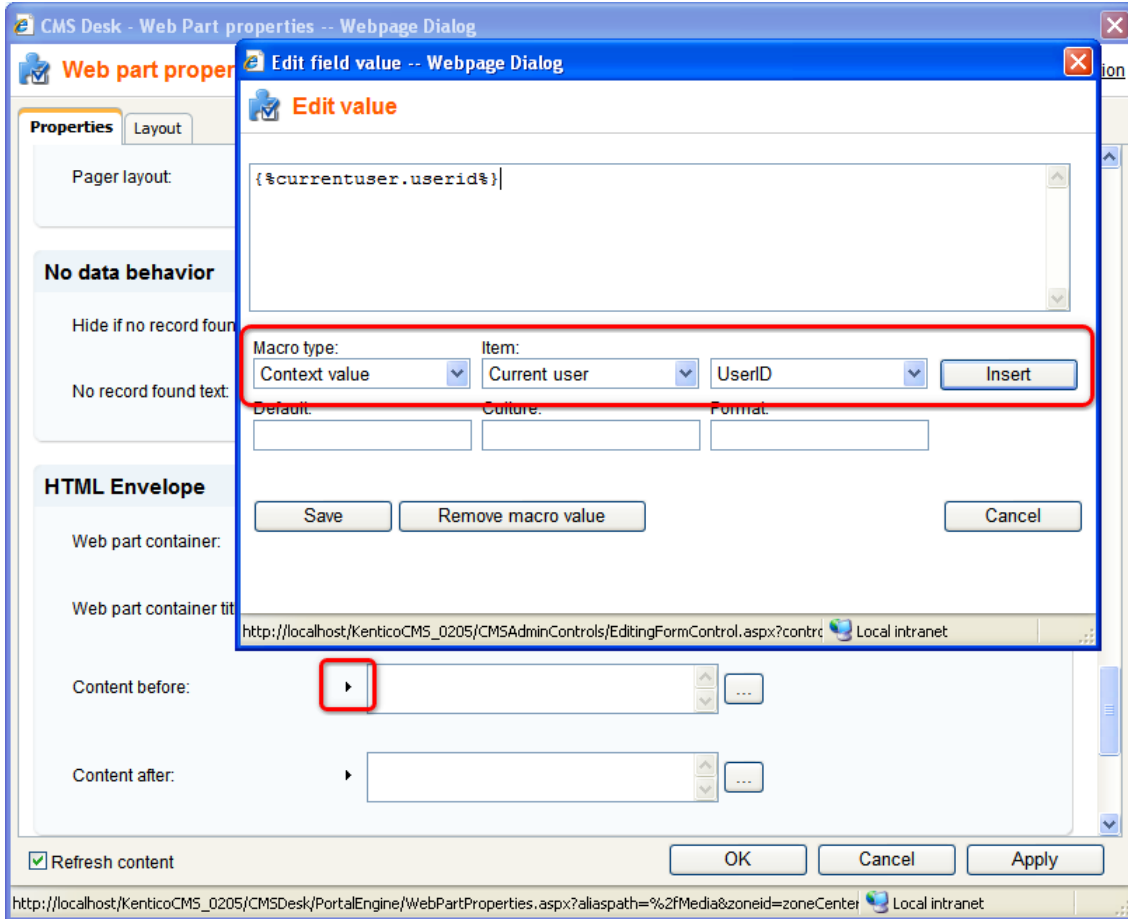 CMS Desk - Web Part properties -- Webpage Dialog
Web part proper
ion
Edit field value -- Webpage Dialog
Edit value
Properties
Layout
Pager layout:
{%currentuser.userid%}
No data behavior
Hide if no record foun
No record found text:
Macro type:
Item:
Context value
Current user
UserID
Insert
Default:
Culture:
Format:
HTML Envelope
Save
Remove macro value
Cancel
Web part container:
Web part container tit
http://localhost/KenticoCMS_0205/CMSAdminControls/EditingFormControl.aspx?contro
Local intranet
Content before:
...
Content after:
...
Refresh content
OK
Cancel
Apply
http://localhost/KenticoCMS_0205/CMSDesk/PortalEngine/WebPartProperties.aspx?aliaspath=%2fMedia&zoneid=zoneCenter
Local intranet